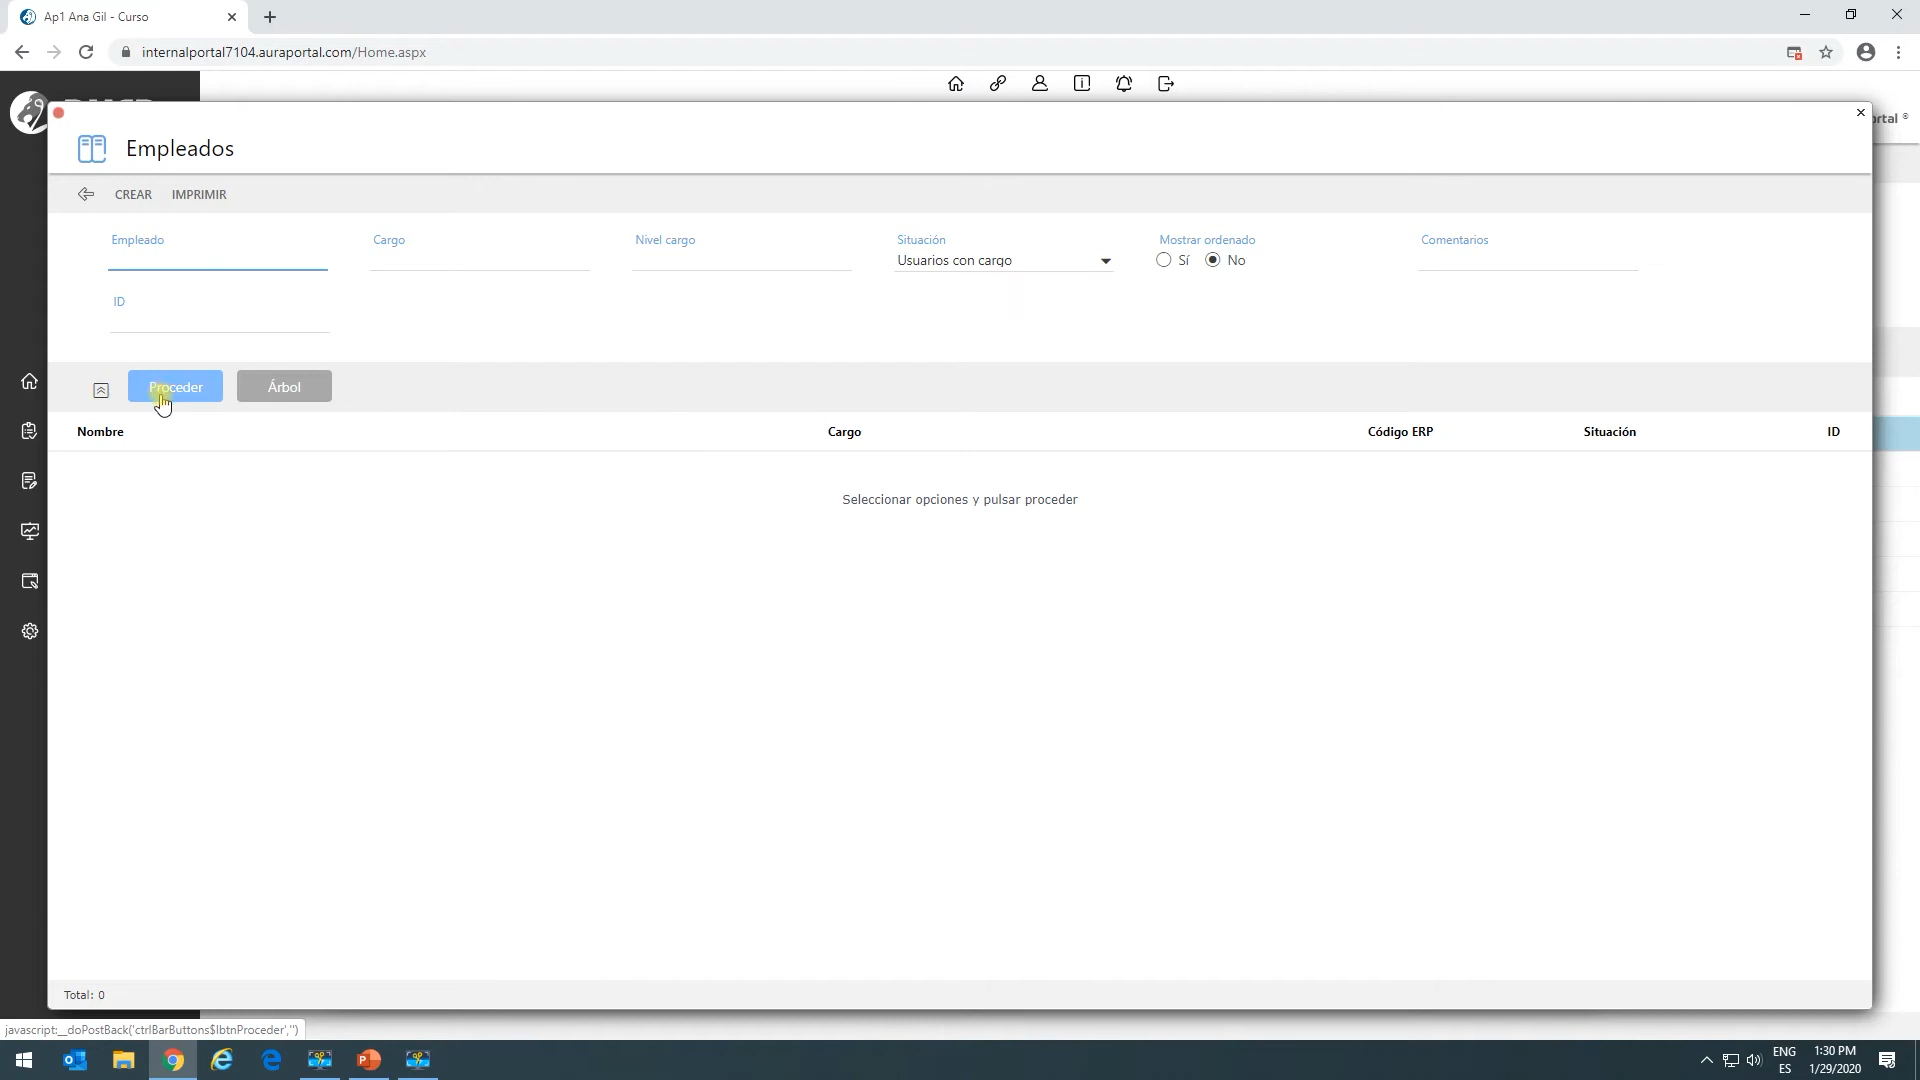 Ap1 Ana Gil - Curso
internalportal7104.auraportal.com/Home.aspx
ortal ®
Empleados
CREAR IMPRIMIR
Empleado Cargo Nivel cargo Situación Mostrar ordenado Comentarios
Usuarios con cargo Sí No
ID
Proceder Árbol
Nombre Cargo Código ERP Situación ID
Seleccionar opciones y pulsar proceder
Total: 0
javascript:__doPostBack('ctrlBarButtons$lbtnProceder','')
ENG 1:30 PM
ES 1/29/2020